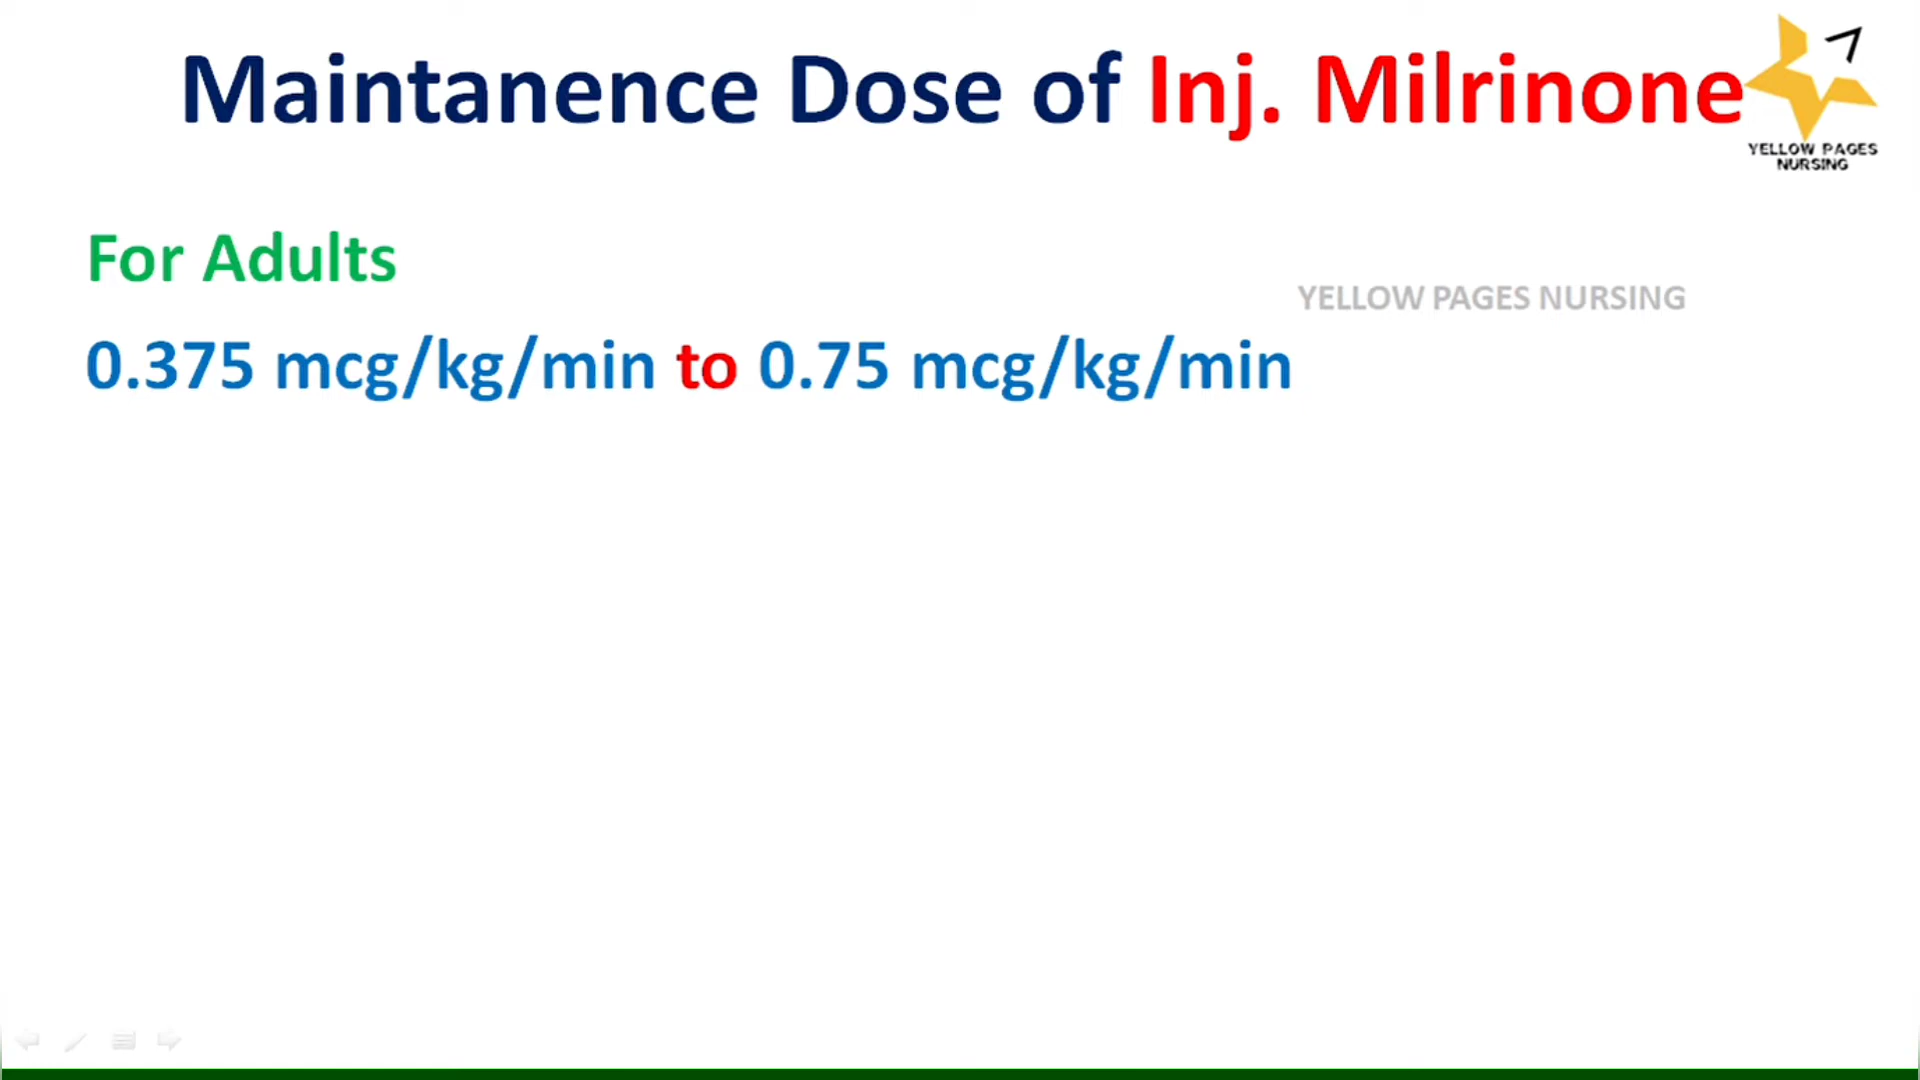 Maintanence Dose of Inj. Milrinone
YELLOW PAGES
NURSING
For Adults
YELLOW PAGES NURSING
0.375 mcg/kg/min to 0.75 mcg/kg/min